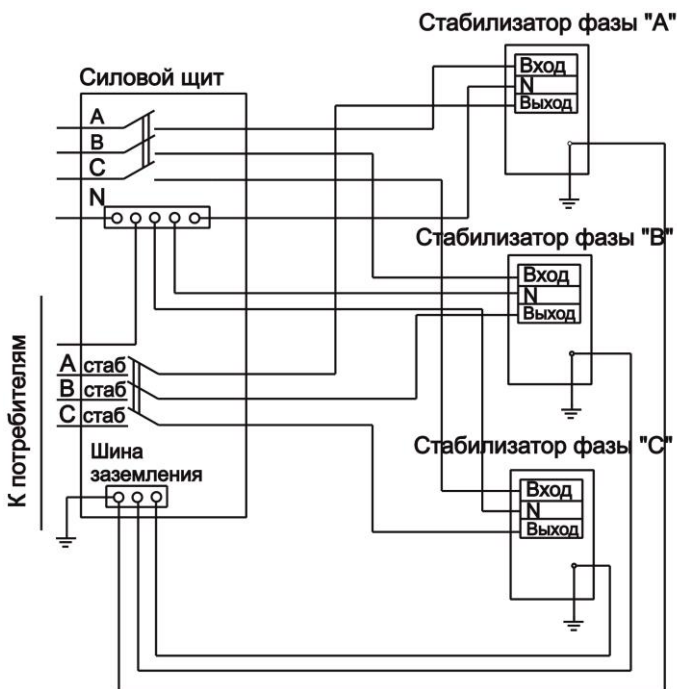 Стабилизатор фазы "А"
Силовой щит
Вход
N
Выход
A
B
C
N
Стабилизатор фазы "В"
Вход
N
Выход
К потребителям
А стаб
В стаб
С стаб
Шина
заземления
Стабилизатор фазы "С"
Вход
N
Выход